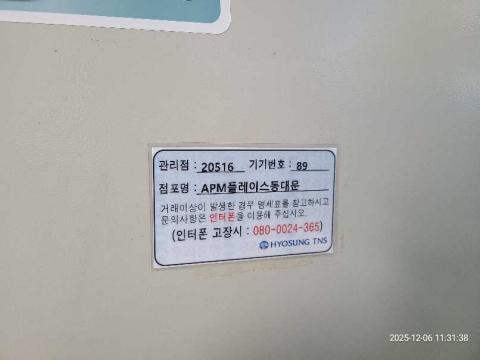 관리점 : 20516 기기번호 : 89
점포명 : APM플레이스동대문
거래이상이 발생한 경우 명세표를 참고하시고
문의사항은 인터폰을 이용해 주십시오.
(인터폰 고장시 : 080-0024-365)
HYOSUNG TNS
2025-12-06 11:31:38